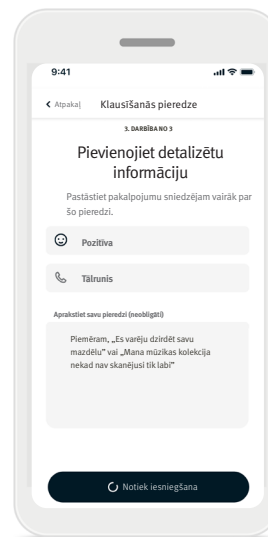 9:41
Atpakaļ Klausīšanās pieredze
3. DARBĪBA NO 3
Pievienojiet detalizētu
informāciju
Pastāstiet pakalpojumu sniedzējam vairāk par
šo pieredzi.
Pozitīva
Tālrunis
Aprakstiet savu pieredzi (neobligāti)
Piemēram, „Es varēju dzirdēt savu
mazdēlu” vai „Mana mūzikas kolekcija
nekad nav skanējusi tik labi”
Notiek iesniegšana